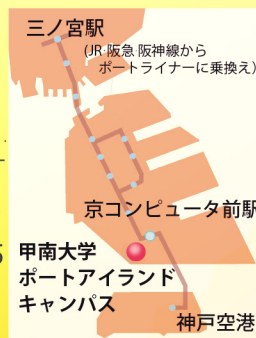 三ノ宮駅
(JR·阪急·阪神線から
ポートライナーに乗換え)
京コンピュータ前駅
甲南大学
ポートアイランド
キャンパス
神戸空港